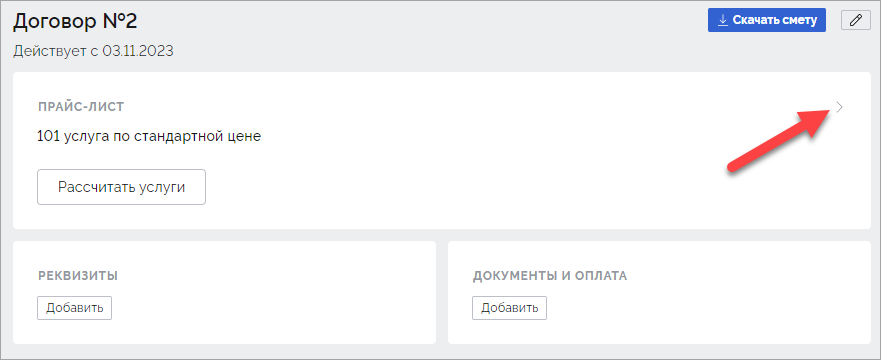 Договор №2
Скачать смету
Действует с 03.11.2023
ПРАЙС-ЛИСТ
101 услуга по стандартной цене
Рассчитать услуги
РЕКВИЗИТЫ
Добавить
ДОКУМЕНТЫ И ОПЛАТА
Добавить